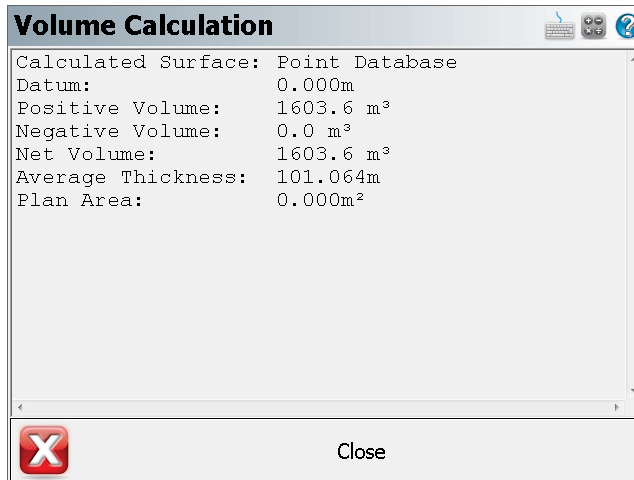 Volume Calculation
Calculated Surface: Point Database
Datum: 0.000m
Positive Volume: 1603.6 m³
Negative Volume: 0.0 m³
Net Volume: 1603.6 m³
Average Thickness: 101.064m
Plan Area: 0.000m²
Close